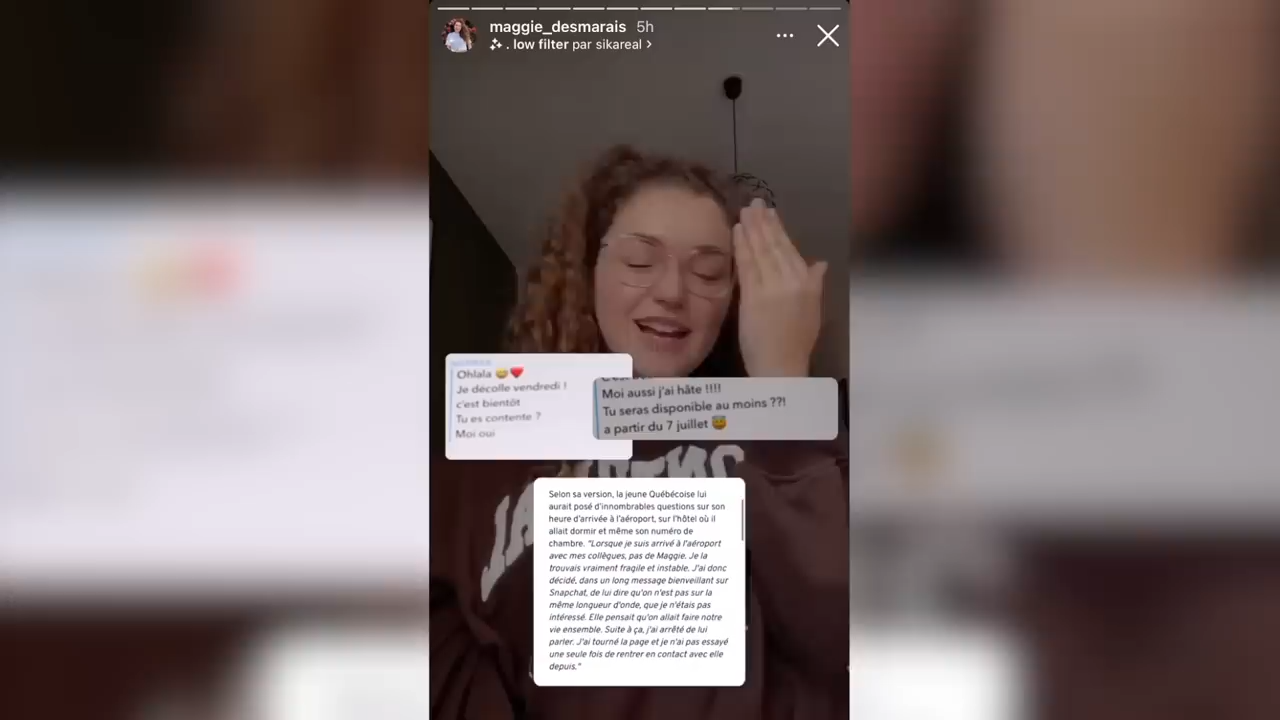 maggie_desmarais 5h
. low filter par sikareal >
Ohlala 😅❤️
Je décolle vendredi !
c'est bientôt
Tu es contente ?
Moi oui
Moi aussi j'ai hâte !!!!
Tu seras disponible au moins ??!
a partir du 7 juillet 😇
Selon sa version, la jeune Québécoise lui
aurait posé d'innombrables questions sur son
heure d'arrivée à l'aéroport, sur l'hôtel où il
allait dormir et même son numéro de
chambre. "Lorsque je suis arrivé à l'aéroport
avec mes collègues, pas de Maggie. Je la
trouvais vraiment fragile et instable. J'ai donc
décidé, dans un long message bienveillant sur
Snapchat, de lui dire qu'on n'est pas sur la
même longueur d'onde, que je n'étais pas
intéressé. Elle pensait qu'on allait faire notre
vie ensemble. Suite à ça, j'ai arrêté de lui
parler. J'ai tourné la page et je n'ai pas essayé
une seule fois de rentrer en contact avec elle
depuis."